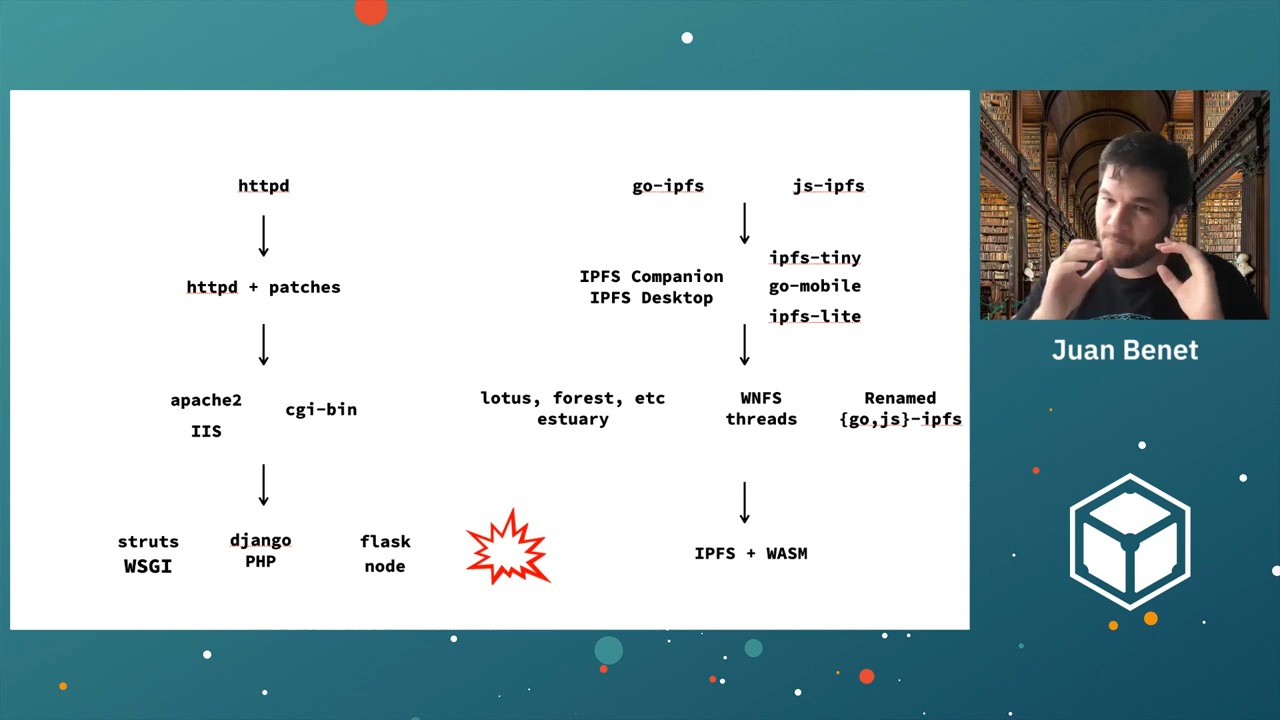 httpd
httpd + patches
apache2
IIS
cgi-bin
struts
WSGI
django
PHP
flask
node
go-ipfs
js-ipfs
IPFS Companion
IPFS Desktop
ipfs-tiny
go-mobile
ipfs-lite
lotus, forest, etc
estuary
WNFS
threads
Renamed
{go,js}-ipfs
IPFS + WASM
Juan Benet